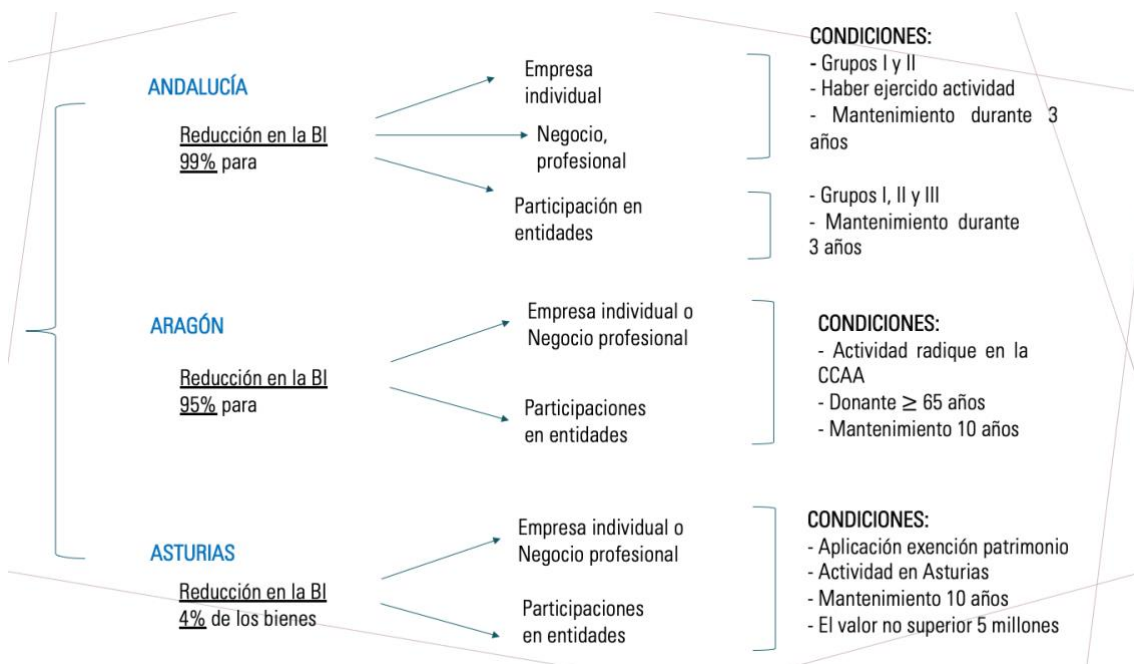 ANDALUCÍA
Reducción en la BI
99% para
Empresa
individual
Negocio,
profesional
Participación en
entidades
CONDICIONES:
- Grupos I y II
- Haber ejercido actividad
- Mantenimiento durante 3
años
- Grupos I, II y III
- Mantenimiento durante
3 años
ARAGÓN
Reducción en la BI
95% para
Empresa individual o
Negocio profesional
Participaciones
en entidades
CONDICIONES:
- Actividad radique en la
CCAA
- Donante ≥ 65 años
- Mantenimiento 10 años
ASTURIAS
Reducción en la BI
4% de los bienes
Empresa individual o
Negocio profesional
Participaciones
en entidades
CONDICIONES:
- Aplicación exención patrimonio
- Actividad en Asturias
- Mantenimiento 10 años
- El valor no superior 5 millones